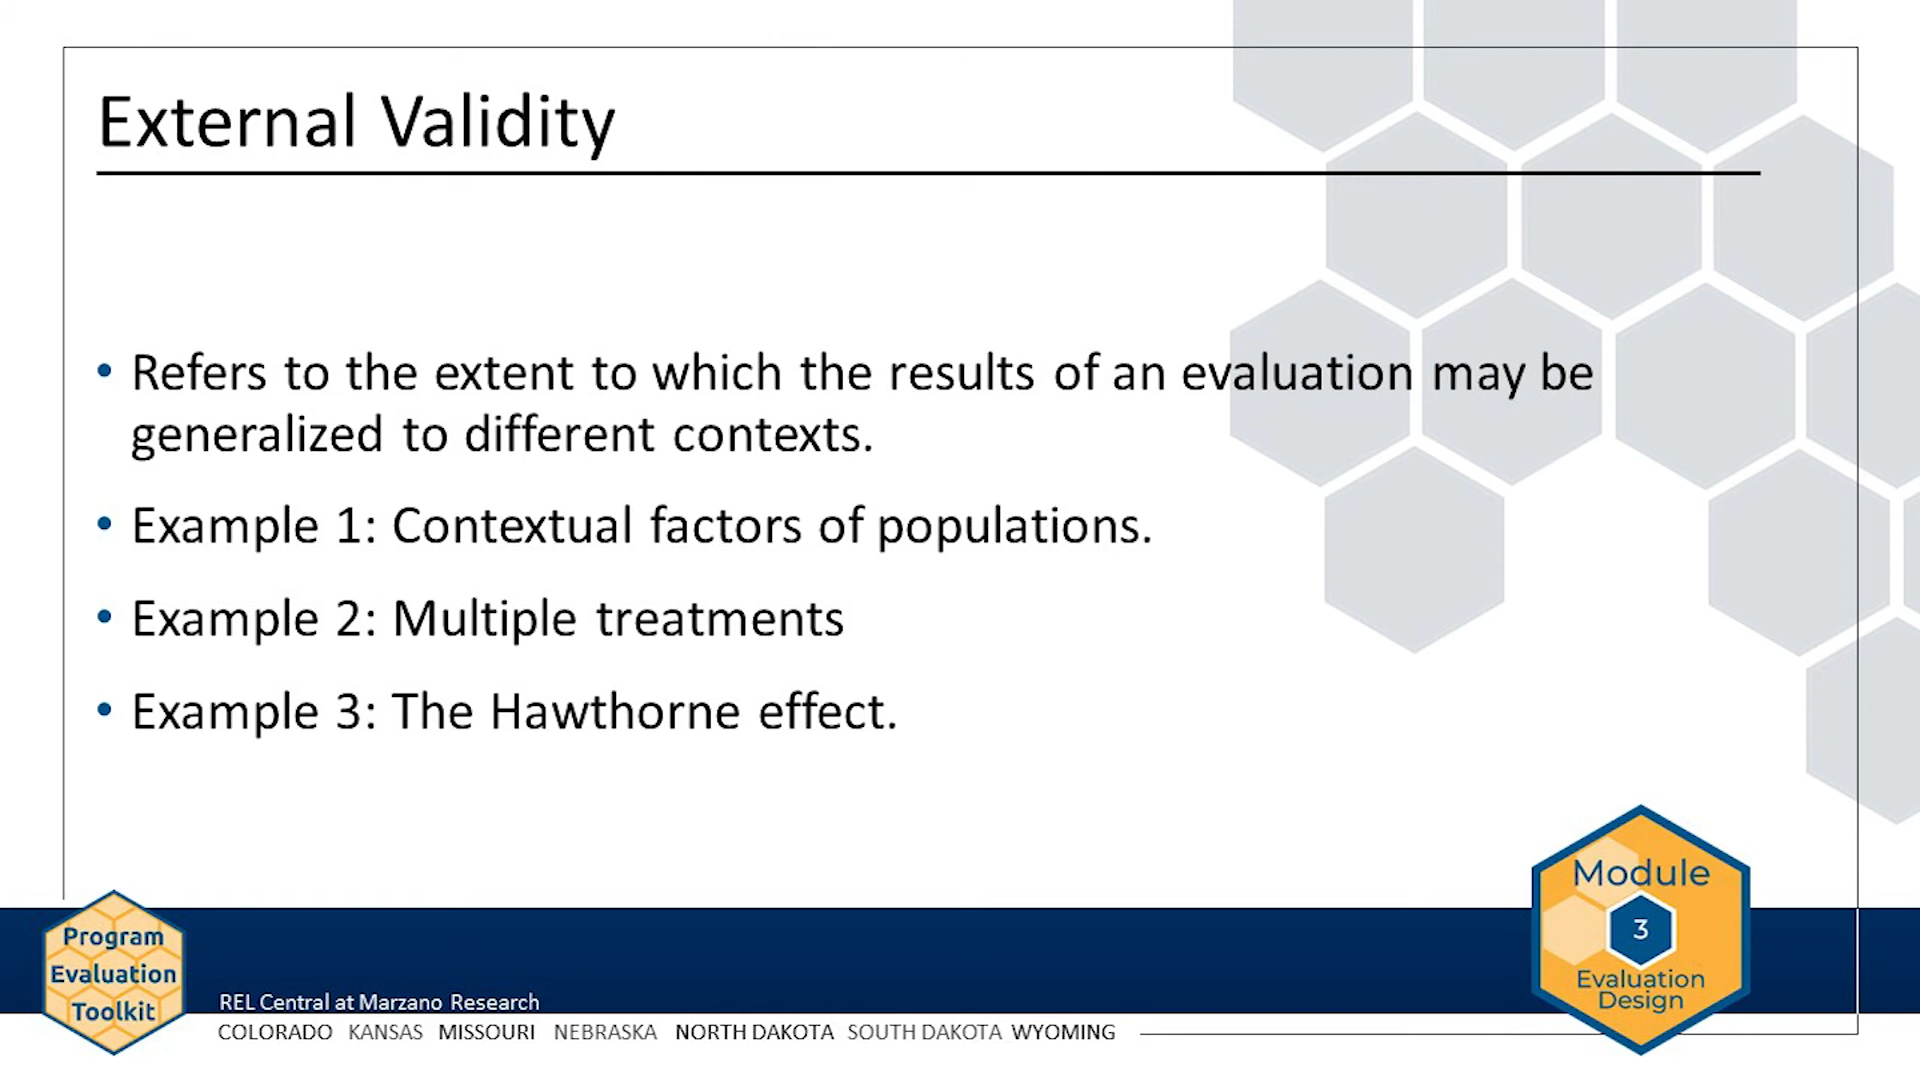 External Validity
• Refers to the extent to which the results of an evaluation may be
generalized to different contexts.
• Example 1: Contextual factors of populations.
• Example 2: Multiple treatments
• Example 3: The Hawthorne effect.
Program
Evaluation
Toolkit
REL Central at Marzano Research
COLORADO KANSAS MISSOURI NEBRASKA NORTH DAKOTA SOUTH DAKOTA WYOMING
Module
3
Evaluation
Design